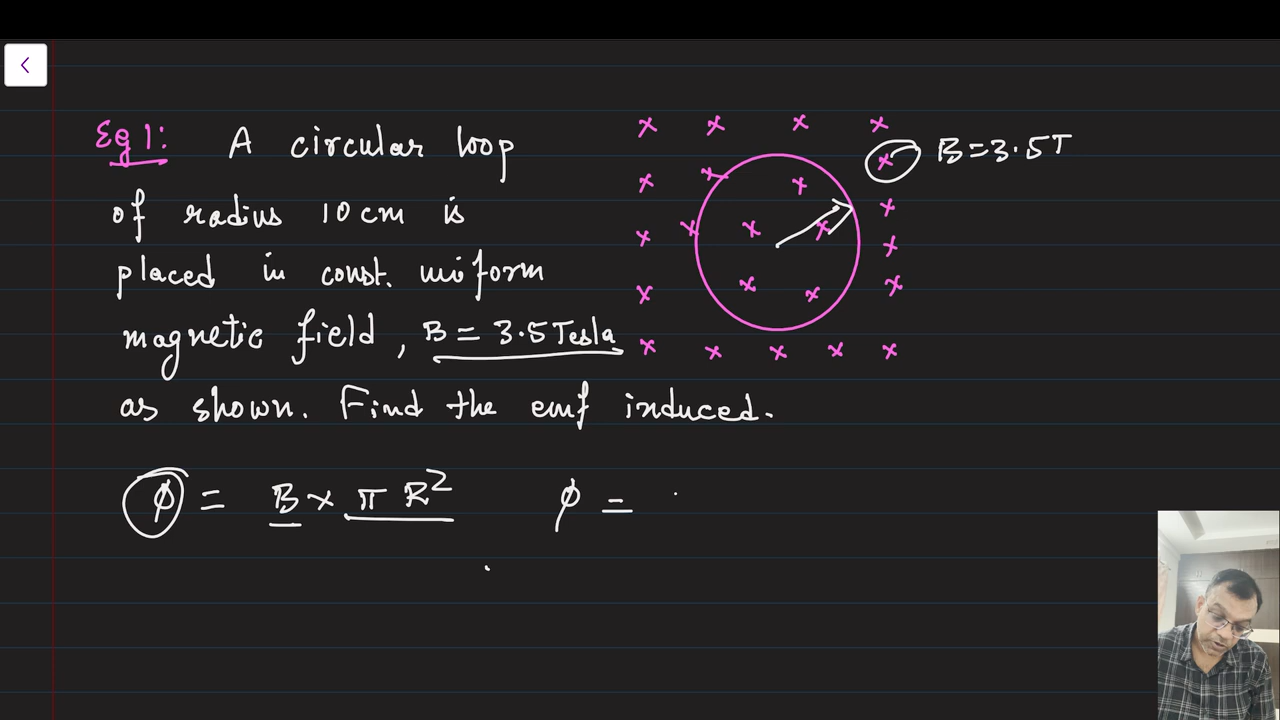 Eg 1: A circular loop
B = 3.5T
of radius 10 cm is
placed in const. uniform
magnetic field, B = 3.5 Tesla
as shown. Find the emf induced.
ϕ = B × π R² ϕ =